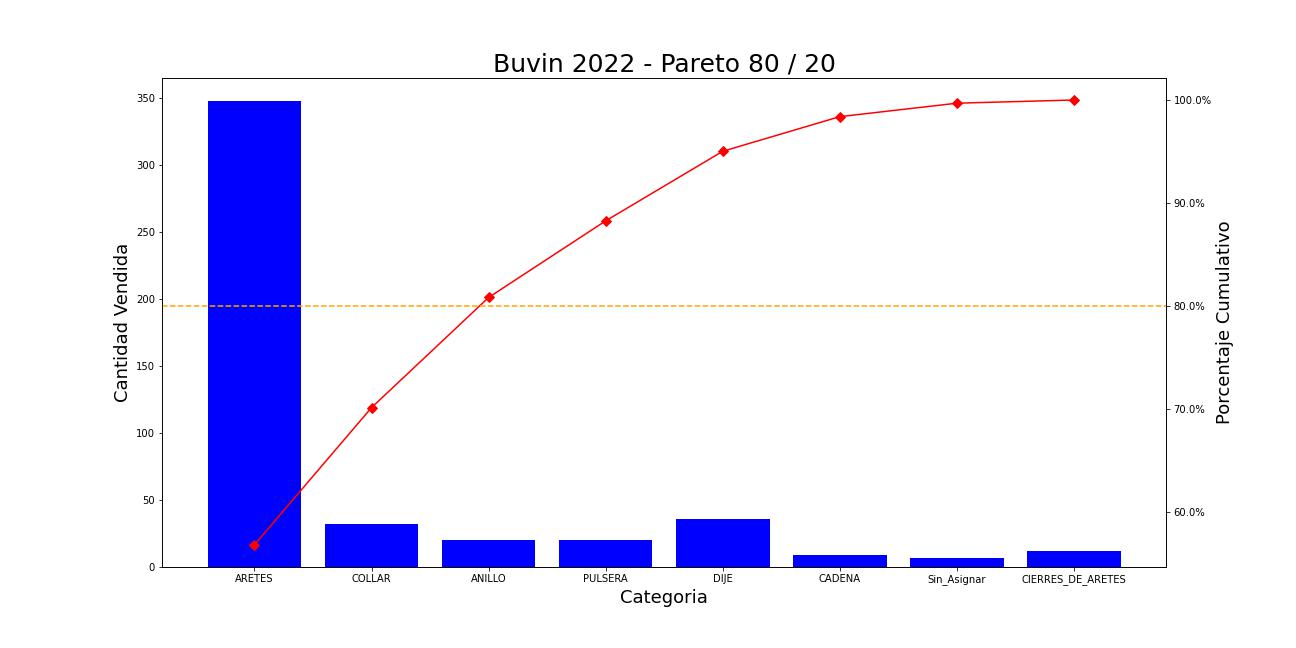 Buvin 2022 - Pareto 80 / 20
Cantidad Vendida
350
300
250
200
150
100
50
0
100.0%
90.0%
80.0%
70.0%
60.0%
Porcentaje Cumulativo
ARETES COLLAR ANILLO PULSERA DIJE CADENA Sin_Asignar CIERRES_DE_ARETES
Categoria